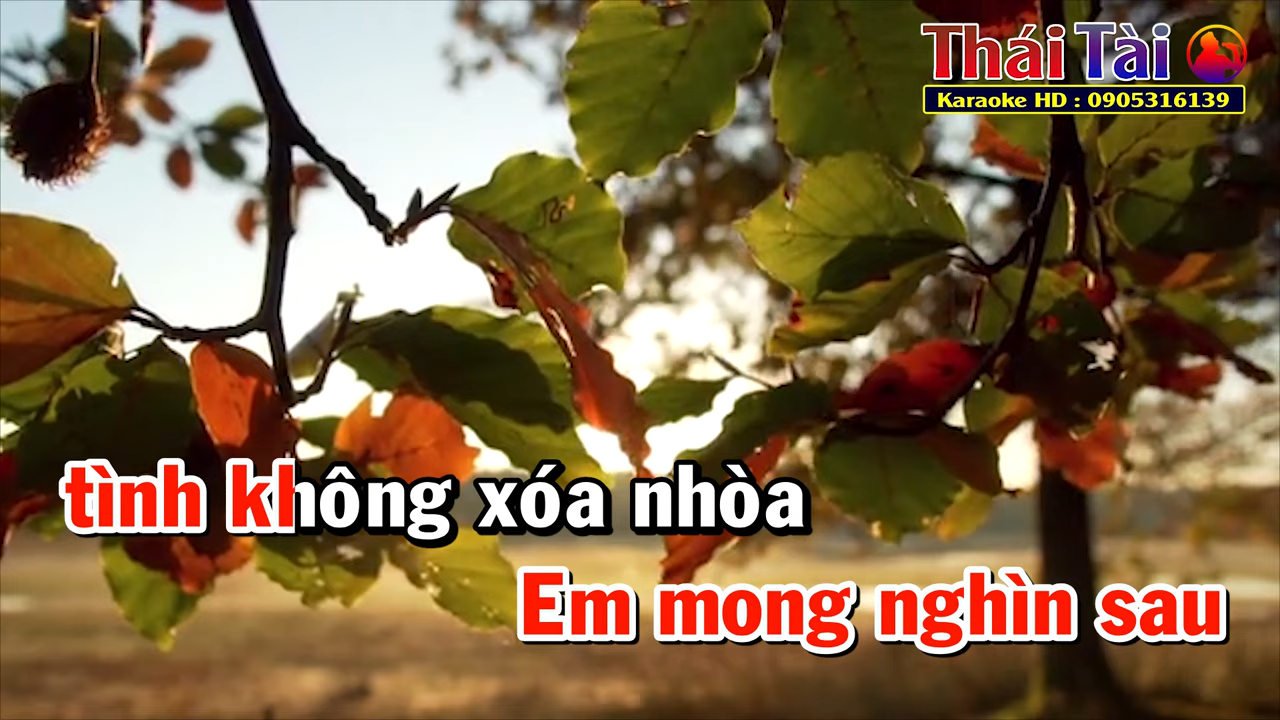 Thái Tài
Karaoke HD : 0905316139
tình không xóa nhòa
Em mong nghìn sau